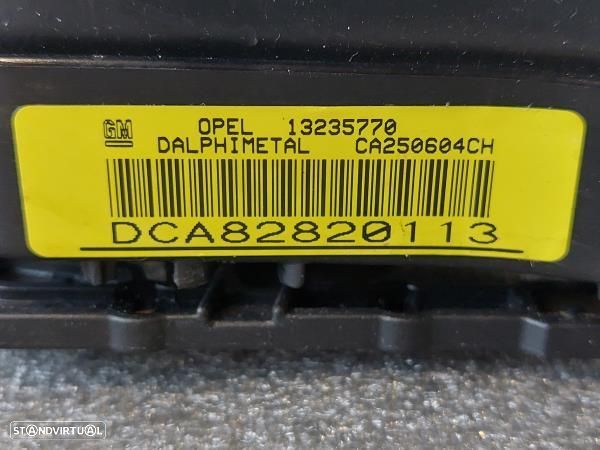 GM OPEL 13235770
DALPHIMETAL CA250604CH
DCA82820113
STANDVIRTUAL